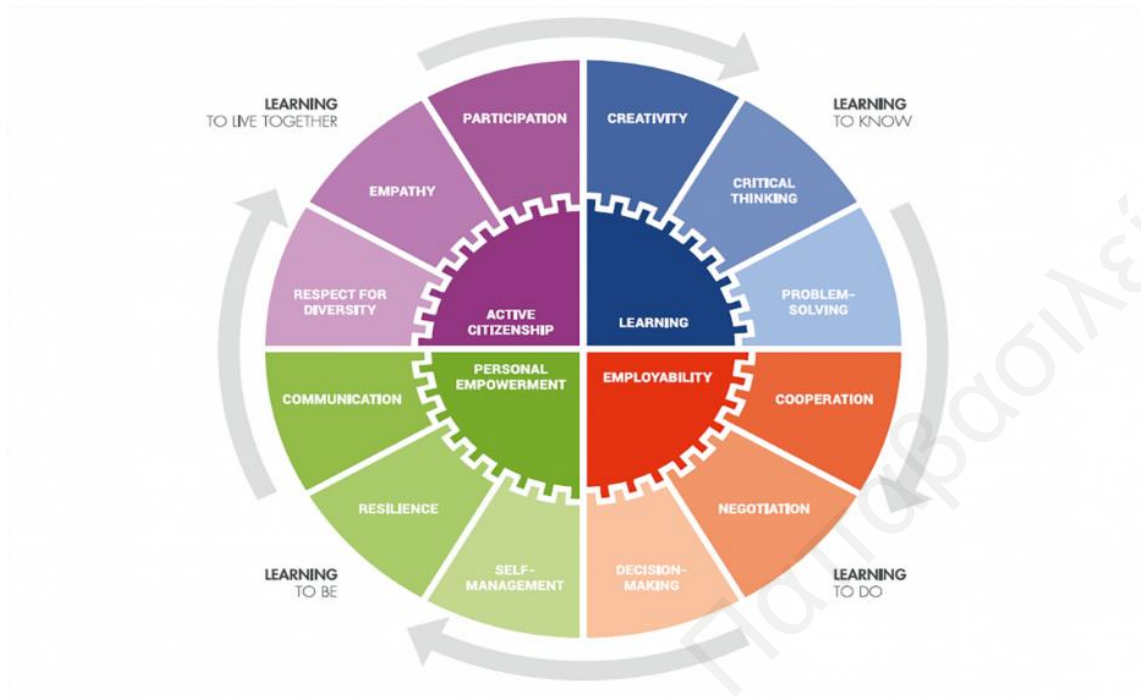 LEARNING
TO LIVE TOGETHER
PARTICIPATION
CREATIVITY
LEARNING
TO KNOW
EMPATHY
CRITICAL
THINKING
RESPECT FOR
DIVERSITY
ACTIVE
CITIZENSHIP
LEARNING
PROBLEM-
SOLVING
COMMUNICATION
PERSONAL
EMPOWERMENT
EMPLOYABILITY
COOPERATION
RESILIENCE
NEGOTIATION
LEARNING
TO BE
SELF-
MANAGEMENT
DECISION-
MAKING
LEARNING
TO DO